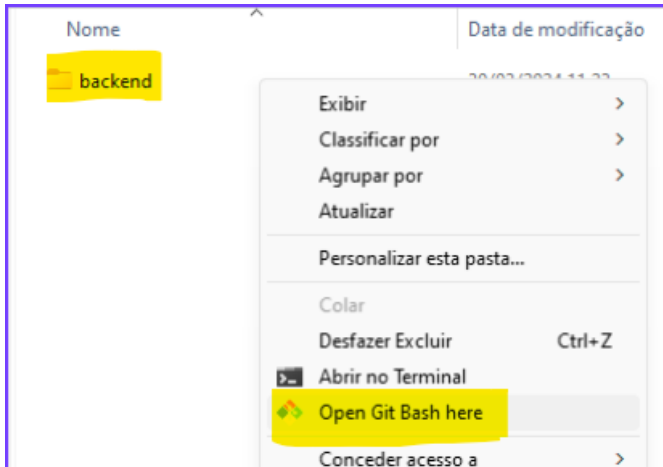 Nome Data de modificação
backend
Exibir
Classificar por
Agrupar por
Atualizar
Personalizar esta pasta...
Colar
Desfazer Excluir Ctrl+Z
Abrir no Terminal
Open Git Bash here
Conceder acesso a